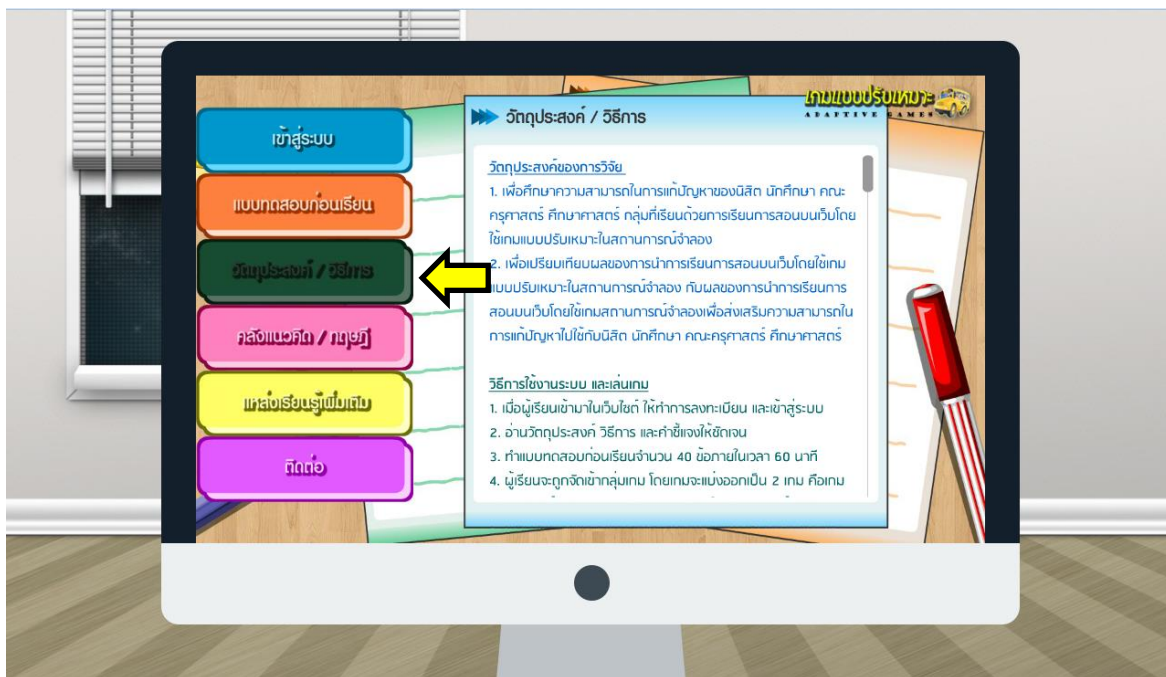 เกมแบบปรับเหมาะ
ADAPTIVE GAMES
เข้าสู่ระบบ
แบบทดสอบก่อนเรียน
วัตถุประสงค์ / วิธีการ
คลังแนวคิด / ทฤษฎี
แหล่งเรียนรู้เพิ่มเติม
ติดต่อ
วัตถุประสงค์ / วิธีการ
วัตถุประสงค์ของการวิจัย
1. เพื่อศึกษาความสามารถในการแก้ปัญหาของนิสิต นักศึกษา คณะ
ครุศาสตร์ ศึกษาศาสตร์ กลุ่มที่เรียนด้วยการเรียนการสอนบนเว็บโดย
ใช้เกมแบบปรับเหมาะในสถานการณ์จำลอง
2. เพื่อเปรียบเทียบผลของการนำการเรียนการสอนบนเว็บโดยใช้เกม
แบบปรับเหมาะในสถานการณ์จำลอง กับผลของการนำการเรียนการ
สอนบนเว็บโดยใช้เกมสถานการณ์จำลองเพื่อส่งเสริมความสามารถใน
การแก้ปัญหาไปใช้กับนิสิต นักศึกษา คณะครุศาสตร์ ศึกษาศาสตร์
วิธีการใช้งานระบบ และเล่นเกม
1. เมื่อผู้เรียนเข้ามาในเว็บไซต์ ให้ทำการลงทะเบียน และเข้าสู่ระบบ
2. อ่านวัตถุประสงค์ วิธีการ และคำชี้แจงให้ชัดเจน
3. ทำแบบทดสอบก่อนเรียนจำนวน 40 ข้อภายในเวลา 60 นาที
4. ผู้เรียนจะถูกจัดเข้ากลุ่มเกม โดยเกมจะแบ่งออกเป็น 2 เกม คือเกม